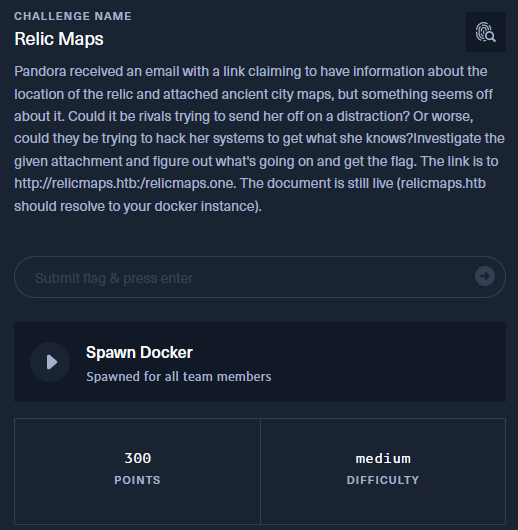 CHALLENGE NAME
Relic Maps
Pandora received an email with a link claiming to have information about the
location of the relic and attached ancient city maps, but something seems off
about it. Could it be rivals trying to send her off on a distraction? Or worse,
could they be trying to hack her systems to get what she knows?Investigate the
given attachment and figure out what's going on and get the flag. The link is to
http://relicmaps.htb:/relicmaps.one. The document is still live (relicmaps.htb
should resolve to your docker instance).
Submit flag & press enter
Spawn Docker
Spawned for all team members
300
POINTS
medium
DIFFICULTY